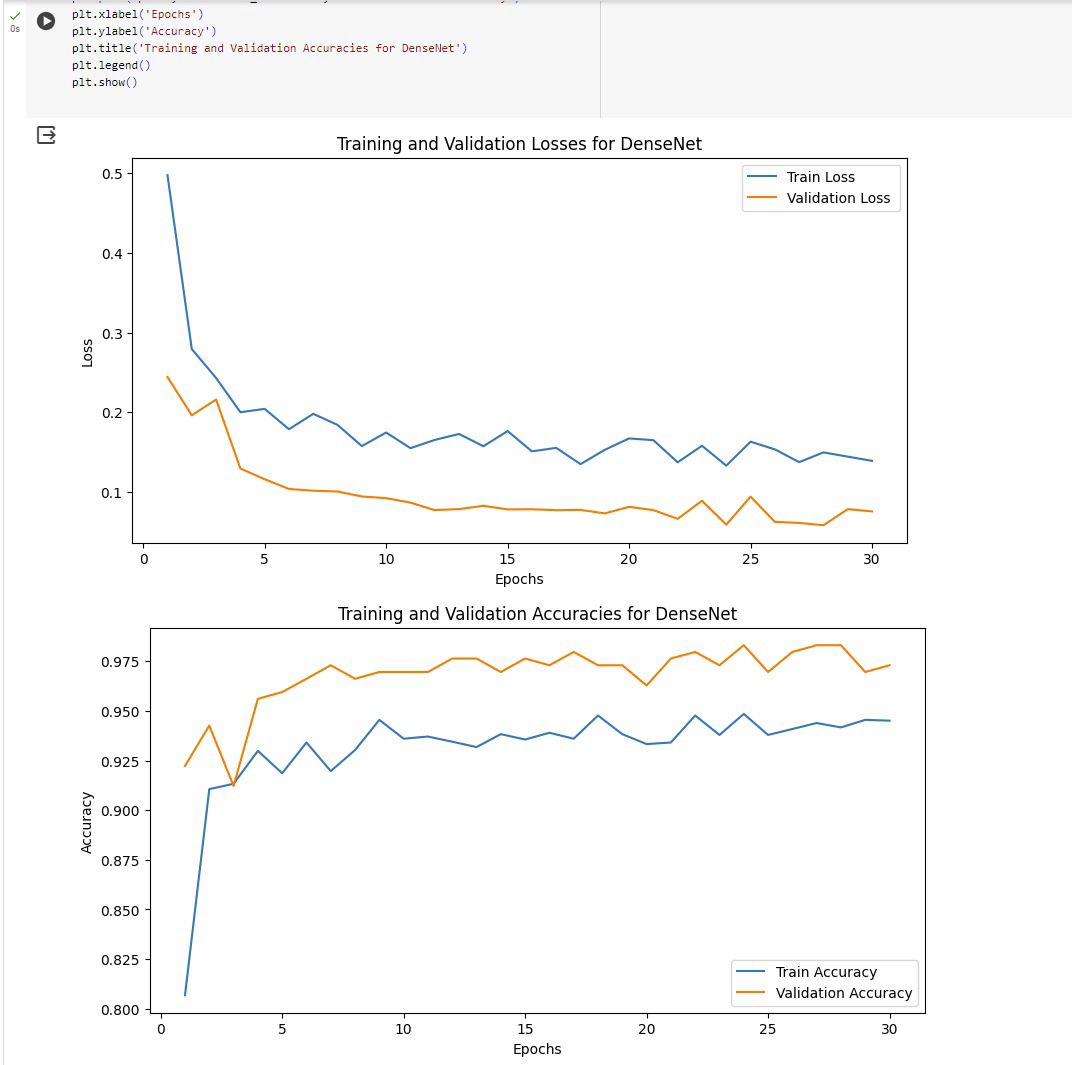 plt.xlabel('Epochs')
0s
plt.ylabel('Accuracy')
plt.title('Training and Validation Accuracies for DenseNet')
plt.legend()
plt.show()
Training and Validation Losses for DenseNet
0.5
0.4
0.3
0.2
0.1
Loss
Train Loss
Validation Loss
0 5 10 15 20 25 30
Epochs
Training and Validation Accuracies for DenseNet
0.975
0.950
0.925
0.900
0.875
0.850
0.825
0.800
Accuracy
Train Accuracy
Validation Accuracy
0 5 10 15 20 25 30
Epochs